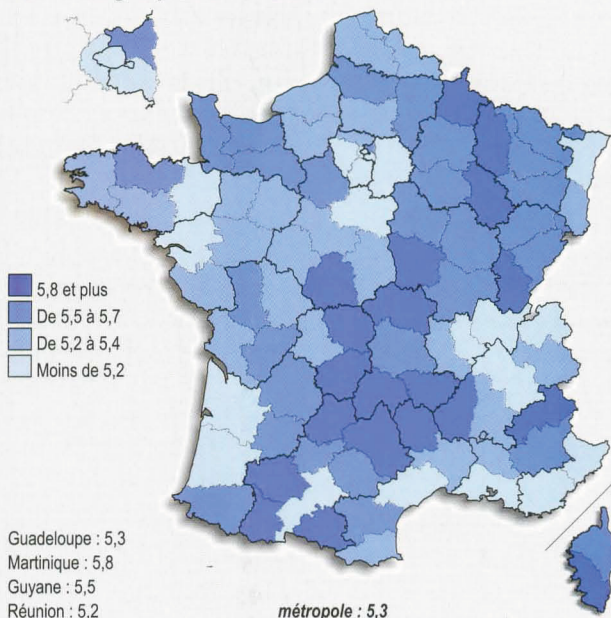 5,8 et plus
De 5,5 à 5,7
De 5,2 à 5,4
Moins de 5,2
Guadeloupe : 5,3
Martinique : 5,8
Guyane : 5,5
Réunion : 5,2
métropole : 5,3